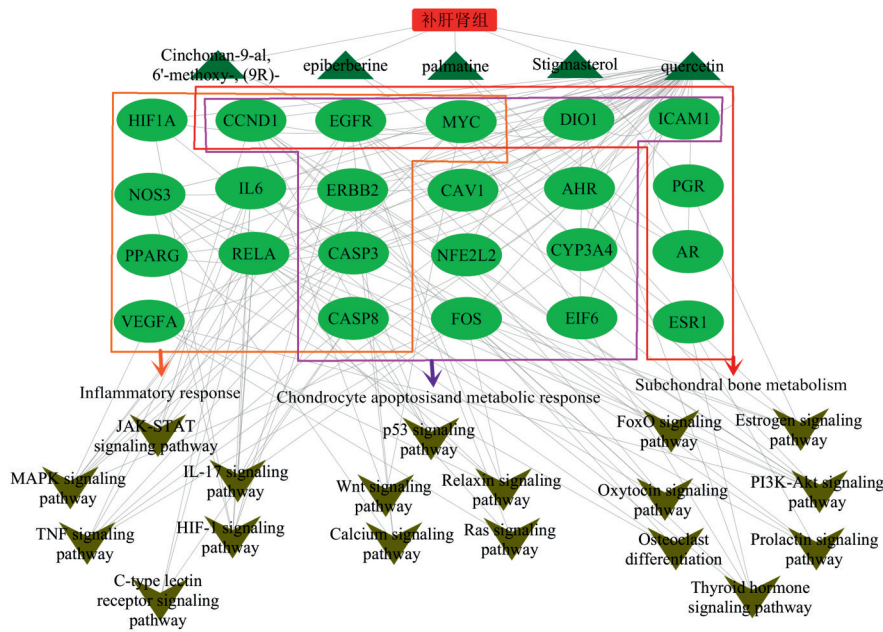 补肝肾组
Cinchonan-9-al,
6'-methoxy-, (9R)-
epiberberine
palmatine
Stigmasterol
quercetin
HIF1A
CCND1
EGFR
MYC
DIO1
ICAM1
NOS3
IL6
ERBB2
CAV1
AHR
PGR
PPARG
RELA
CASP3
NFE2L2
CYP3A4
AR
VEGFA
CASP8
FOS
EIF6
ESR1
Inflammatory response
Chondrocyte apoptosisand metabolic response
Subchondral bone metabolism
JAK-STAT
signaling pathway
MAPK signaling
pathway
IL-17 signaling
pathway
TNF signaling
pathway
HIF-1 signaling
pathway
C-type lectin
receptor signaling
pathway
p53 signaling
pathway
Wnt signaling
pathway
Relaxin signaling
pathway
Calcium signaling
pathway
Ras signaling
pathway
FoxO signaling
pathway
Estrogen signaling
pathway
Oxytocin signaling
pathway
PI3K-Akt signaling
pathway
Osteoclast
differentiation
Prolactin signaling
pathway
Thyroid hormone
signaling pathway